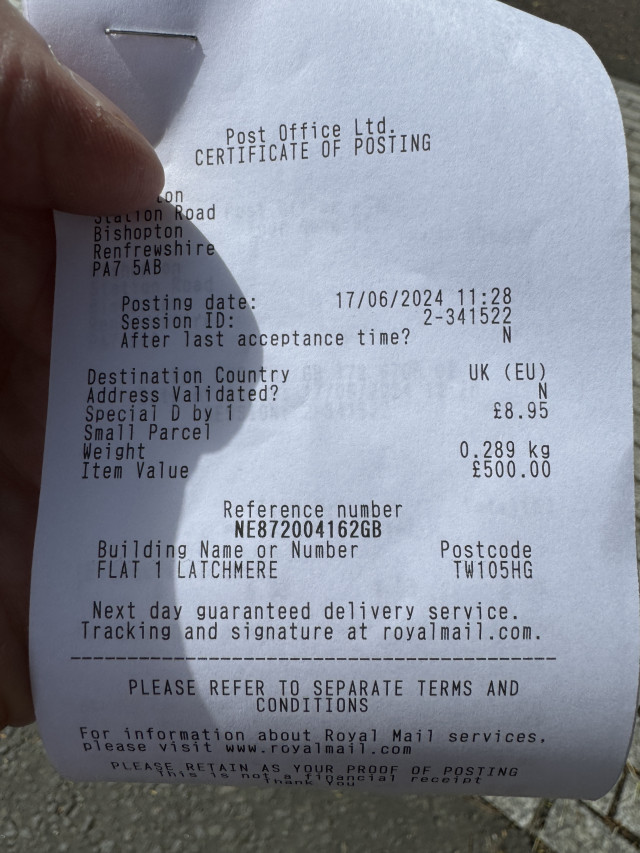 Post Office Ltd.
CERTIFICATE OF POSTING
Station Road
Bishopton
Renfrewshire
PA7 5AB
Posting date: 17/06/2024 11:28
Session ID: 2-341522
After last acceptance time? N
Destination Country UK (EU)
Address Validated? N
Special D by 1 £8.95
Small Parcel
Weight 0.289 kg
Item Value £500.00
Reference number
NE872004162GB
Building Name or Number Postcode
FLAT 1 LATCHMERE TW105HG
Next day guaranteed delivery service.
Tracking and signature at royalmail.com.
PLEASE REFER TO SEPARATE TERMS AND
CONDITIONS
For information about Royal Mail services,
please visit www.royalmail.com
PLEASE RETAIN AS YOUR PROOF OF POSTING
This is not a financial receipt
Thank You